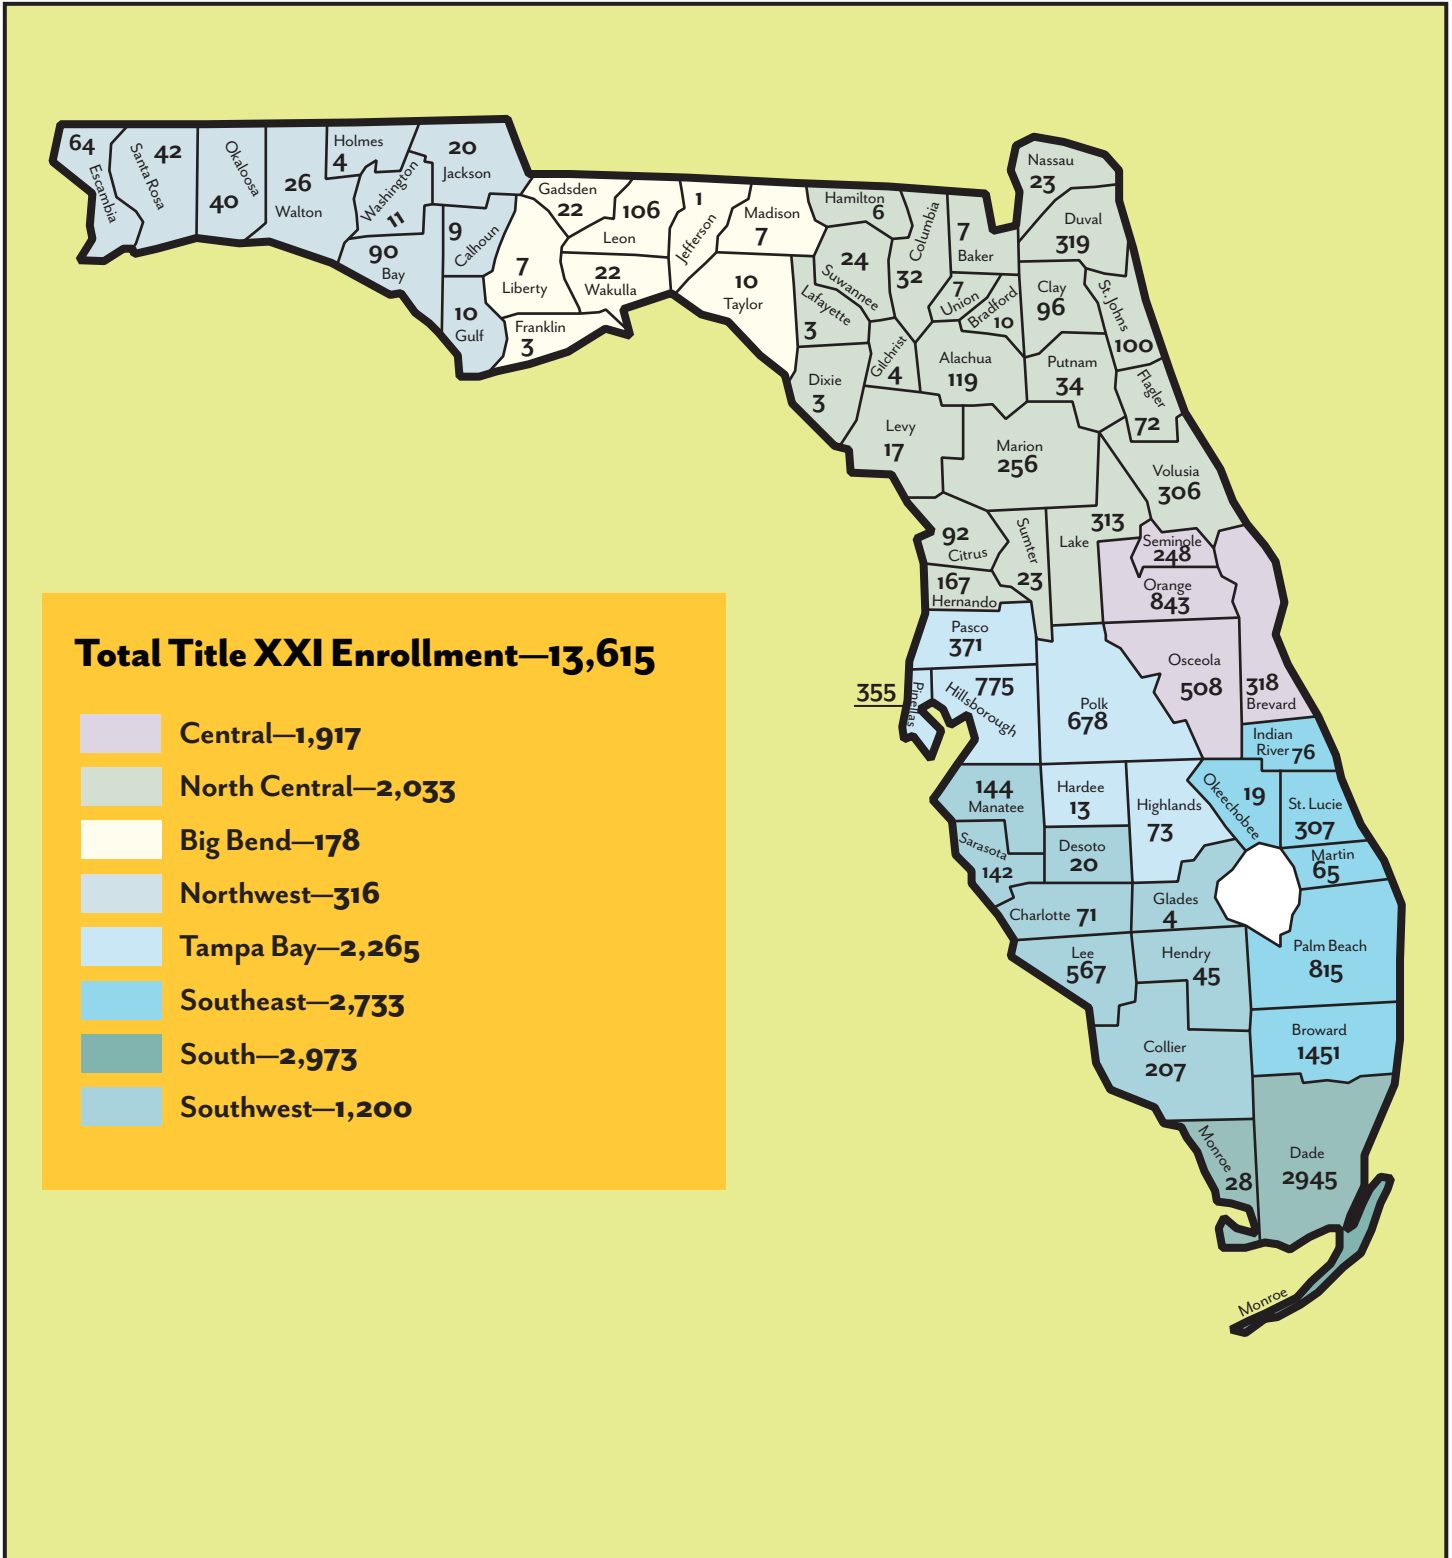 64
Escambia
Santa Rosa
42
Okaloosa
40
26
Walton
Holmes
4
Washington
11
20
Jackson
90
Bay
9
Calhoun
10
Gulf
Gadsden
22
7
Liberty
Franklin
3
106
Leon
22
Wakulla
1
Jefferson
Madison
7
10
Taylor
Hamilton
6
24
Suwannee
Lafayette
3
Dixie
3
Columbia
32
7
Baker
7
Union
Bradford
10
Gilchrist
4
Alachua
119
Nassau
23
Duval
319
Clay
96
St. Johns
100
Putnam
34
Flagler
72
Levy
17
Marion
256
Volusia
306
92
Citrus
Sumter
23
313
Lake
Seminole
248
Orange
843
167
Hernando
Pasco
371
355
Pinellas
775
Hillsborough
Polk
678
Osceola
508
318
Brevard
Indian
River 76
144
Manatee
Hardee
13
Highlands
73
Okeechobee
19
St. Lucie
307
Sarasota
142
Desoto
20
Martin
65
Charlotte 71
Glades
4
Lee
567
Hendry
45
Palm Beach
815
Collier
207
Broward
1451
Monroe
28
Dade
2945
Monroe
Total Title XXI Enrollment—13,615
Central—1,917
North Central—2,033
Big Bend—178
Northwest—316
Tampa Bay—2,265
Southeast—2,733
South—2,973
Southwest—1,200